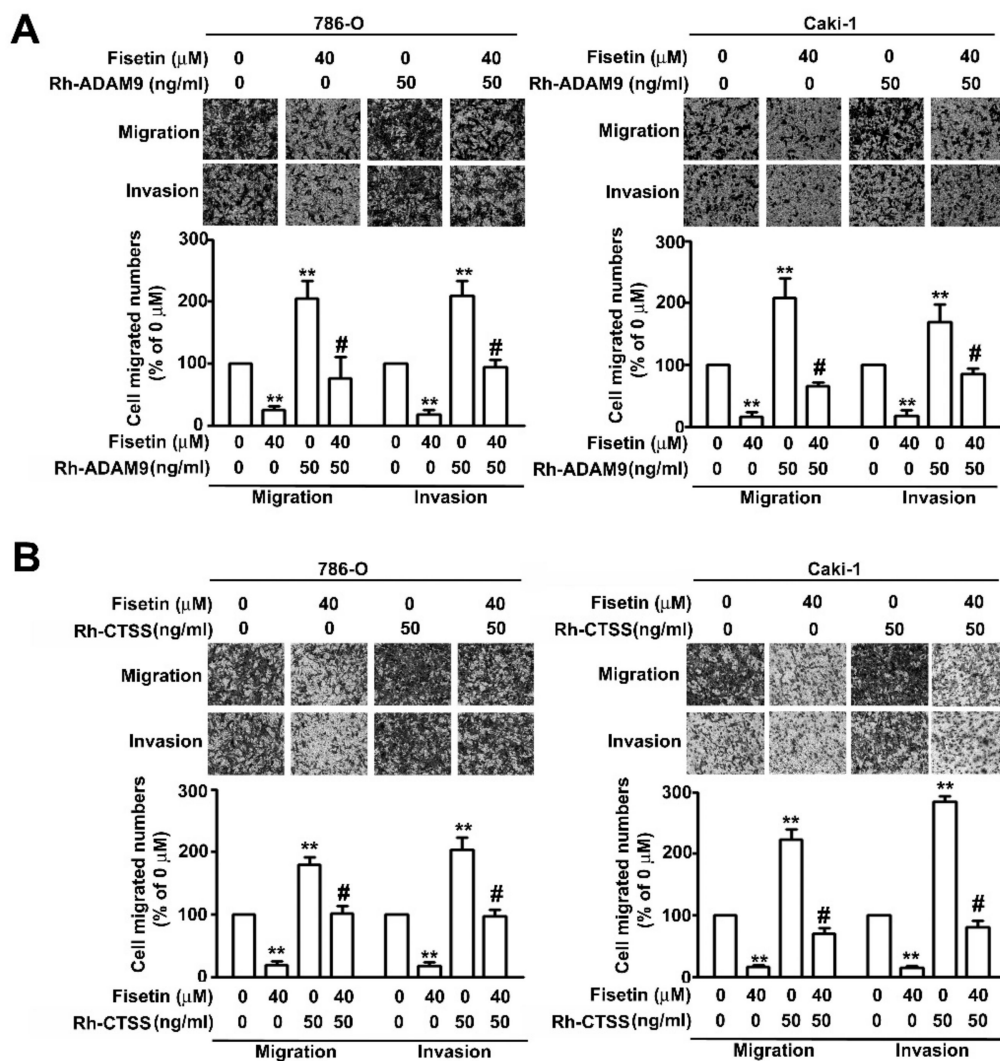 A
786-O
Fisetin (μM) 0 40 0 40
Rh-ADAM9 (ng/ml) 0 0 50 50
Migration
Invasion
Cell migrated numbers
(% of 0 μM)
300
200
100
0
** ** # ** ** #
Fisetin (μM) 0 40 0 40 0 40 0 40
Rh-ADAM9(ng/ml) 0 0 50 50 0 0 50 50
Migration Invasion
Caki-1
Fisetin (μM) 0 40 0 40
Rh-ADAM9 (ng/ml) 0 0 50 50
Migration
Invasion
Cell migrated numbers
(% of 0 μM)
300
200
100
0
** ** # ** ** #
Fisetin (μM) 0 40 0 40 0 40 0 40
Rh-ADAM9(ng/ml) 0 0 50 50 0 0 50 50
Migration Invasion
B
786-O
Fisetin (μM) 0 40 0 40
Rh-CTSS(ng/ml) 0 0 50 50
Migration
Invasion
Cell migrated numbers
(% of 0 μM)
300
200
100
0
** ** # ** ** #
Fisetin (μM) 0 40 0 40 0 40 0 40
Rh-CTSS(ng/ml) 0 0 50 50 0 0 50 50
Migration Invasion
Caki-1
Fisetin (μM) 0 40 0 40
Rh-CTSS(ng/ml) 0 0 50 50
Migration
Invasion
Cell migrated numbers
(% of 0 μM)
300
200
100
0
** ** # ** ** #
Fisetin (μM) 0 40 0 40 0 40 0 40
Rh-CTSS(ng/ml) 0 0 50 50 0 0 50 50
Migration Invasion